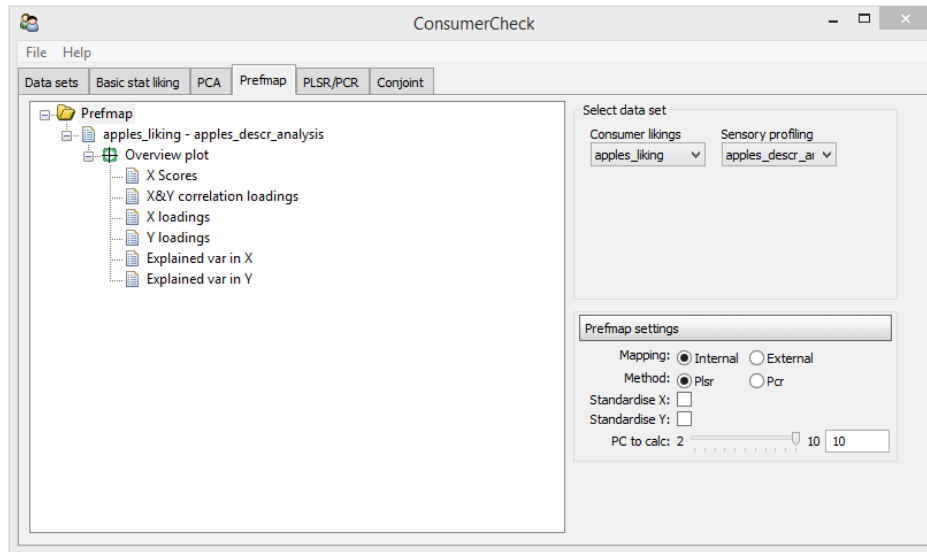 ConsumerCheck
File Help
Data sets Basic stat liking PCA Prefmap PLSR/PCR Conjoint
Prefmap
apples_liking - apples_descr_analysis
Overview plot
X Scores
X&Y correlation loadings
X loadings
Y loadings
Explained var in X
Explained var in Y
Select data set
Consumer likings Sensory profiling
apples_liking apples_descr_ar
Prefmap settings
Mapping: Internal External
Method: Plsr Pcr
Standardise X:
Standardise Y:
PC to calc: 2 10 10